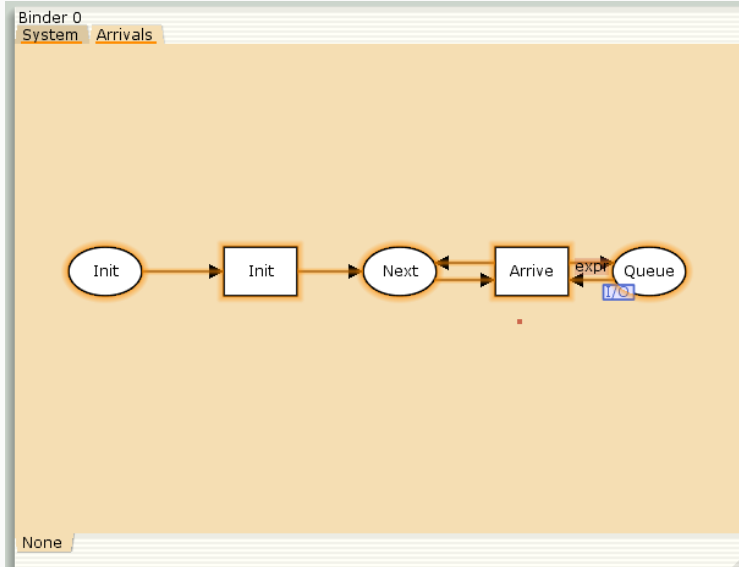 Binder 0
System Arrivals
Init Init Next Arrive expr Queue
I/O
None